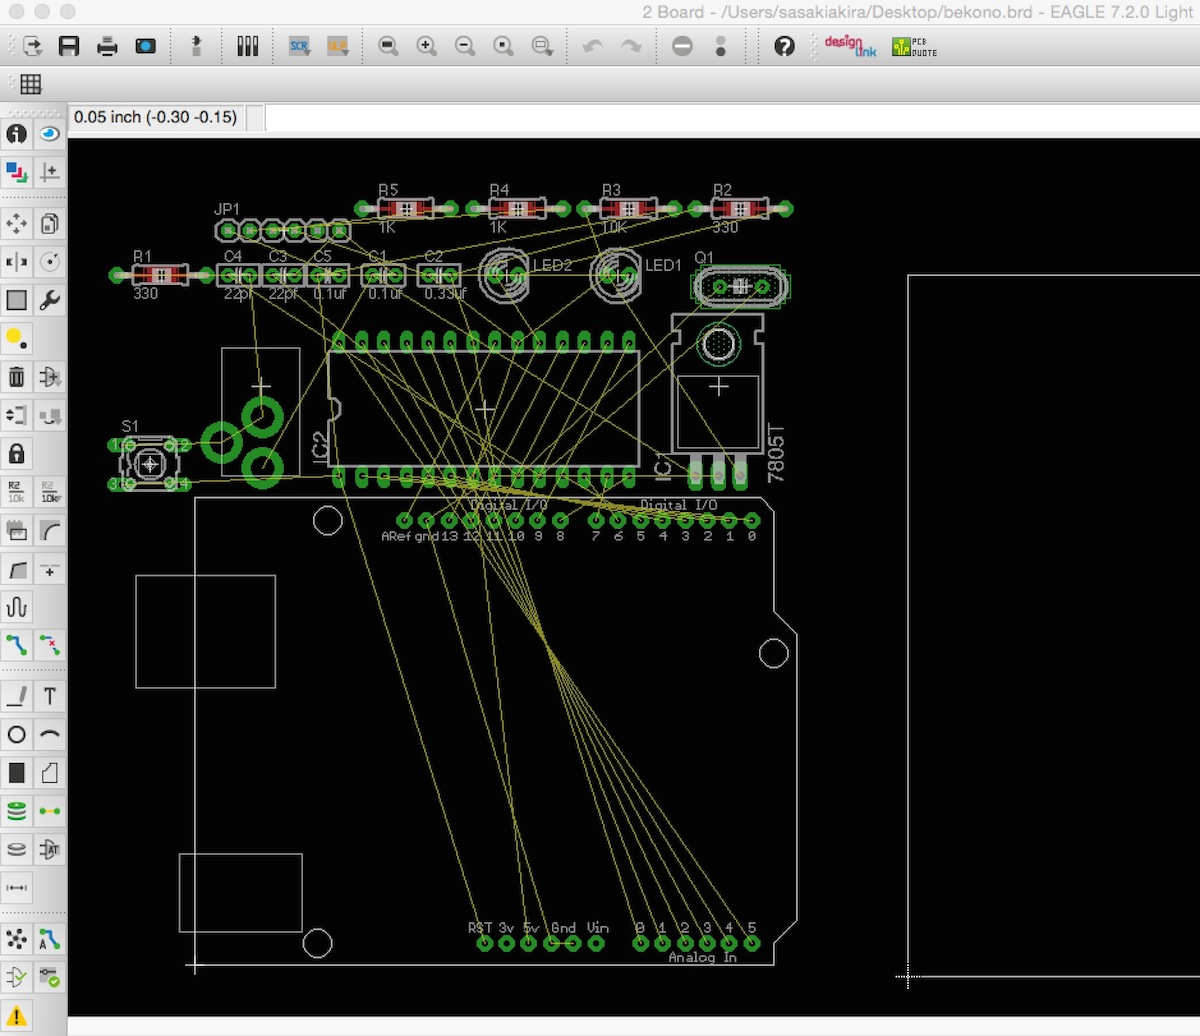 2 Board - /Users/sasakiakira/Desktop/bekono.brd - EAGLE 7.2.0 Light
SCR
ULP
design link
PCB QUOTE
0.05 inch (-0.30 -0.15)
R2 10k
R2 10k
T
R5 R4 R3 R2
JP1
1K 1K 10K 330
R1 C4 C3 C5 C1 C2 LED2 LED1 Q1
330 22pf 22pf 0.1uf 0.1uf 0.33uf
S1
1 2
3 4
IC2
IC1
7805T
Digital I/O Digital I/O
ARef gnd 13 12 11 10 9 8 7 6 5 4 3 2 1 0
RST 3v 5v Gnd Vin 0 1 2 3 4 5
Analog In